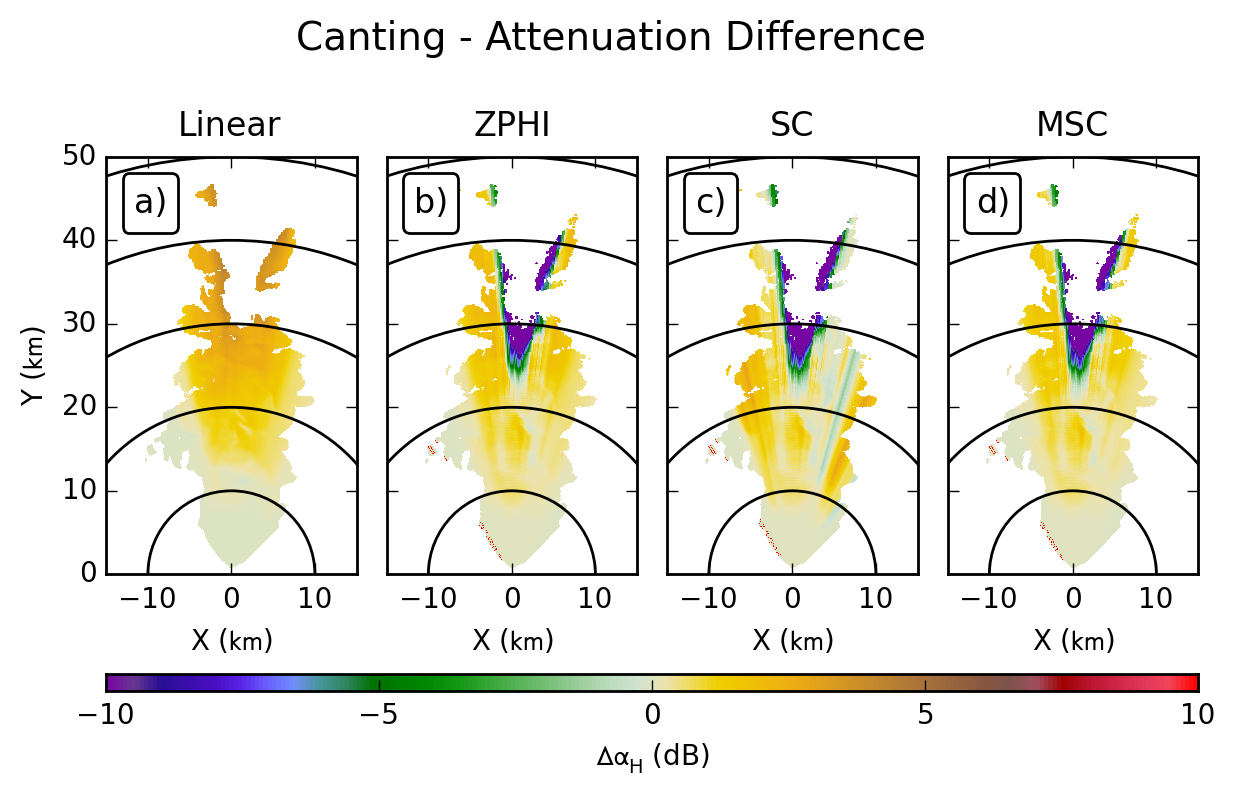 Canting - Attenuation Difference
Linear ZPHI SC MSC
a) b) c) d)
50
40
30
20
10
0
Y (km)
−10 0 10 −10 0 10 −10 0 10 −10 0 10
X (km) X (km) X (km) X (km)
−10 −5 0 5 10
Δα_H (dB)